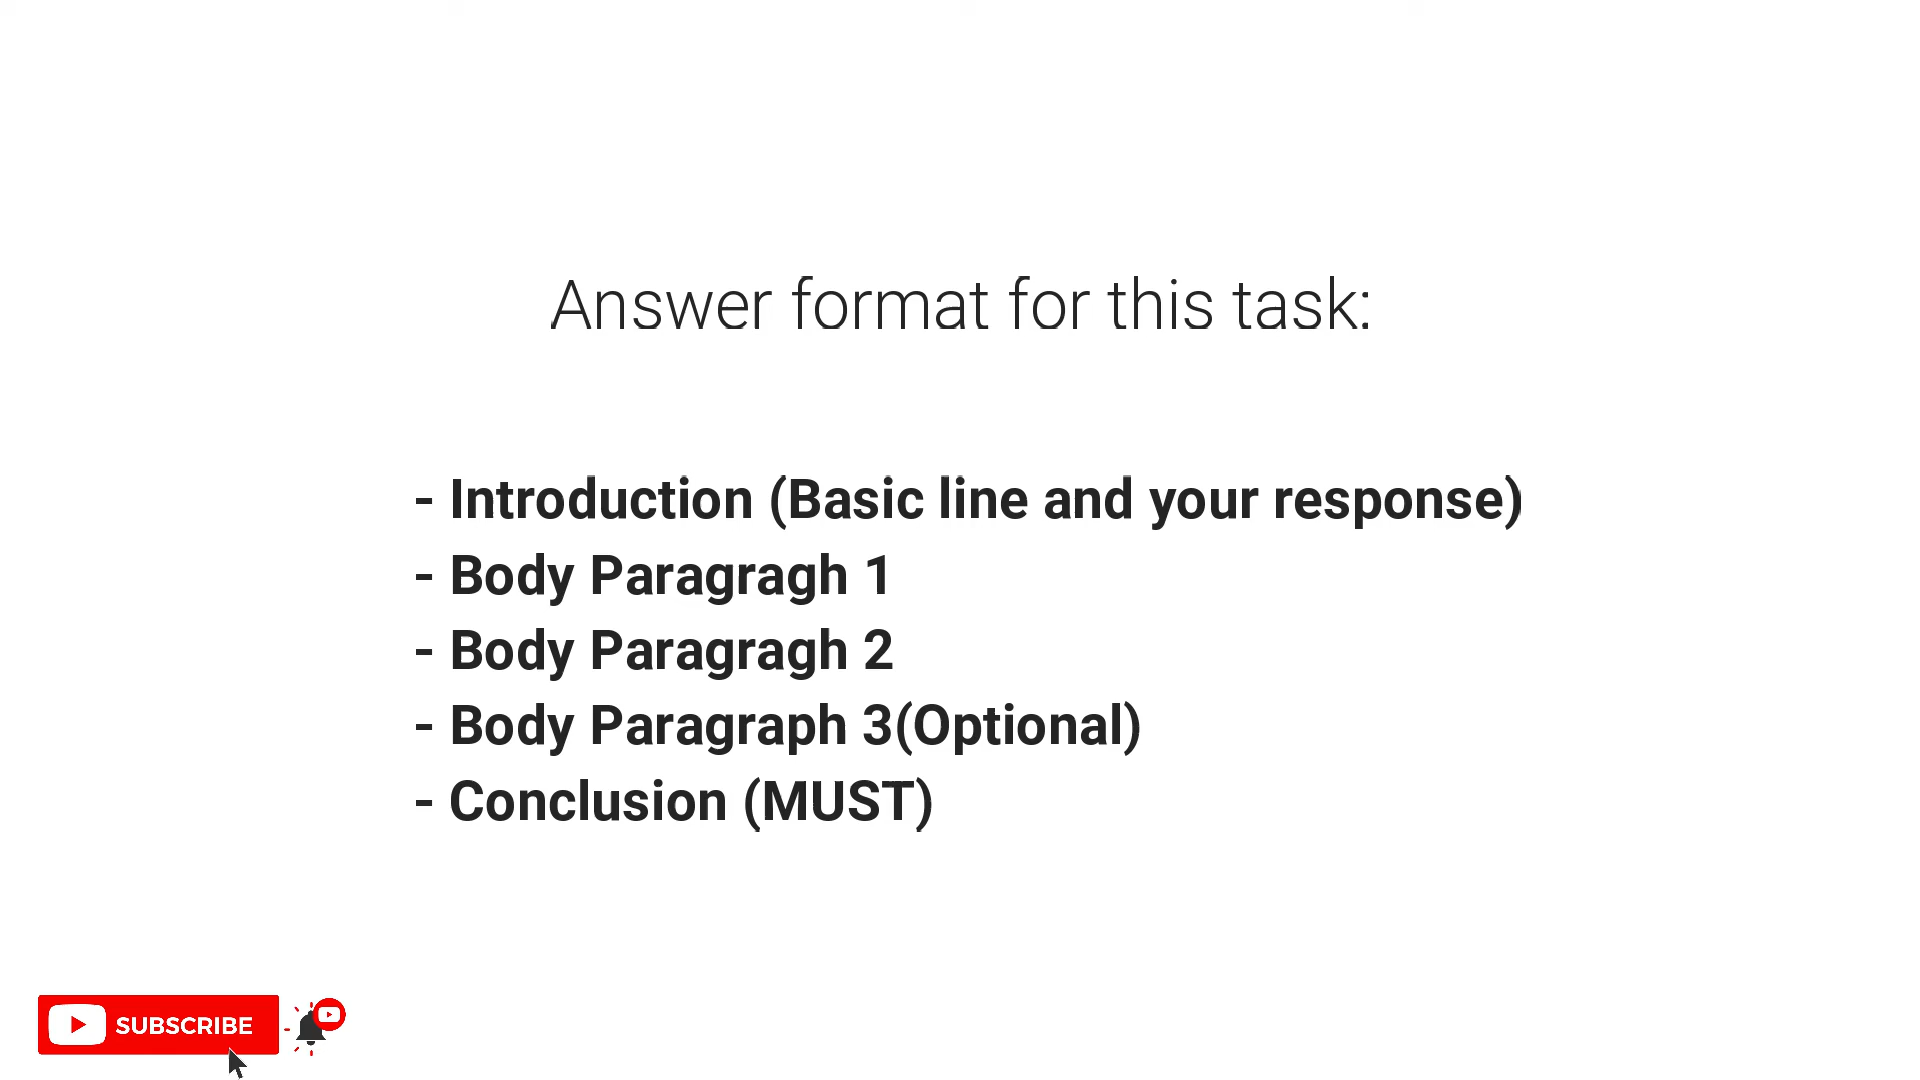 Answer format for this task:
- Introduction (Basic line and your response)
- Body Paragragh 1
- Body Paragragh 2
- Body Paragraph 3(Optional)
- Conclusion (MUST)
SUBSCRIBE